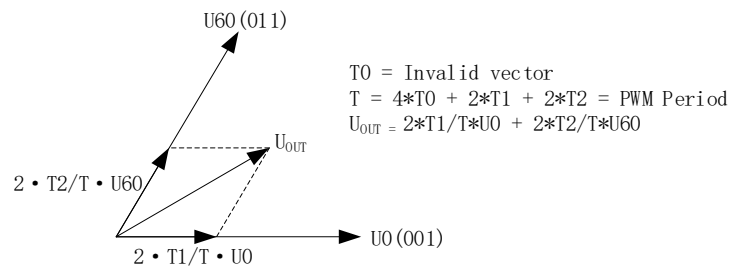 U60(011)
T0 = Invalid vector
T = 4*T0 + 2*T1 + 2*T2 = PWM Period
UOUT = 2*T1/T*U0 + 2*T2/T*U60
UOUT
2·T2/T·U60
U0(001)
2·T1/T·U0